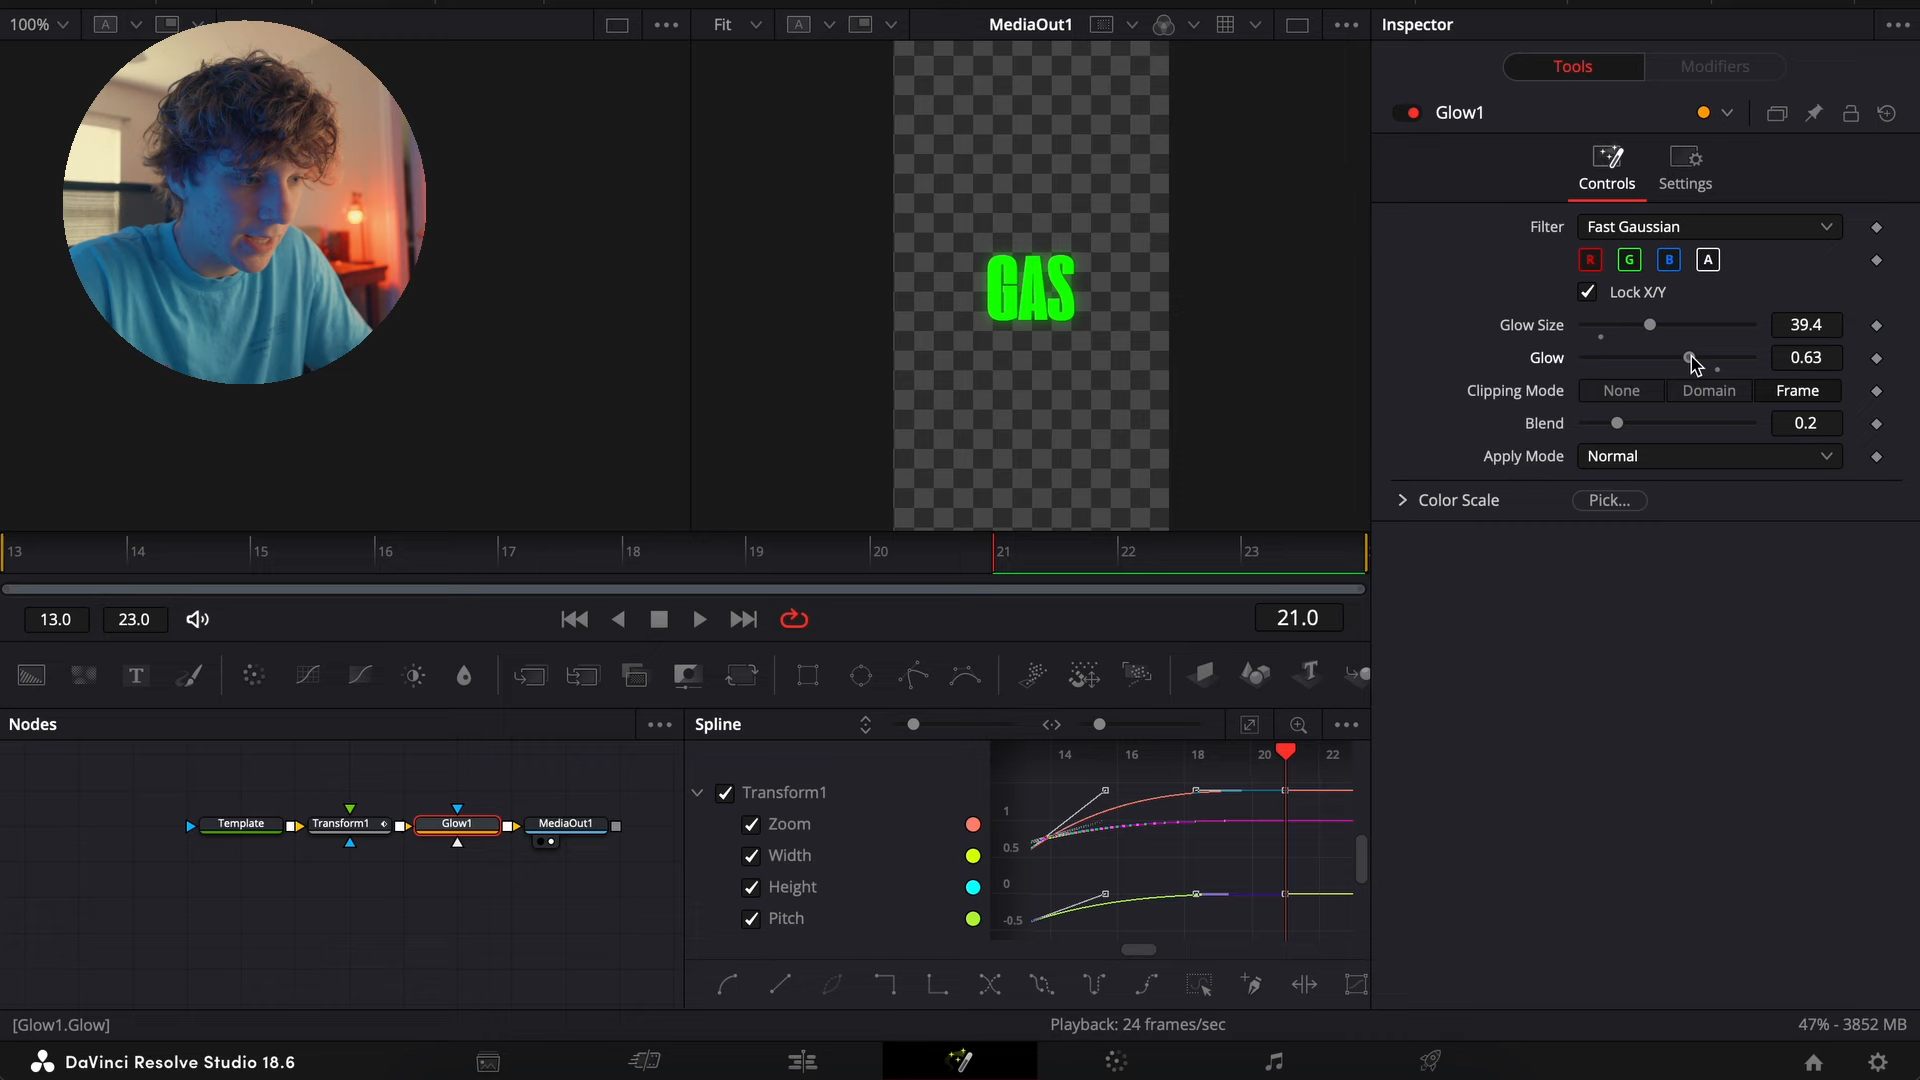 100%
A
Fit
A
MediaOut1
Inspector
Tools
Modifiers
Glow1
Controls
Settings
Filter
Fast Gaussian
R
G
B
A
Lock X/Y
Glow Size
39.4
Glow
0.63
Clipping Mode
None
Domain
Frame
Blend
0.2
Apply Mode
Normal
Color Scale
Pick...
GAS
13
14
15
16
17
18
19
20
21
22
23
13.0
23.0
21.0
T
T
Nodes
Spline
Template
Transform1
Glow1
MediaOut1
14
16
18
20
22
Transform1
Zoom
Width
Height
Pitch
1
0.5
0
-0.5
[Glow1.Glow]
Playback: 24 frames/sec
47% - 3852 MB
DaVinci Resolve Studio 18.6